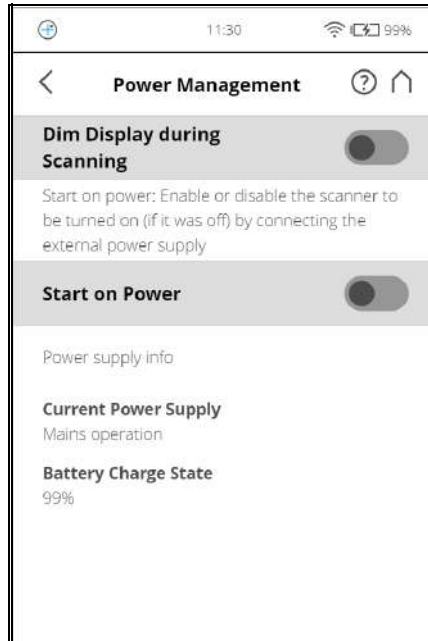 11:30 99%
Power Management
Dim Display during
Scanning
Start on power: Enable or disable the scanner to
be turned on (if it was off) by connecting the
external power supply
Start on Power
Power supply info
Current Power Supply
Mains operation
Battery Charge State
99%